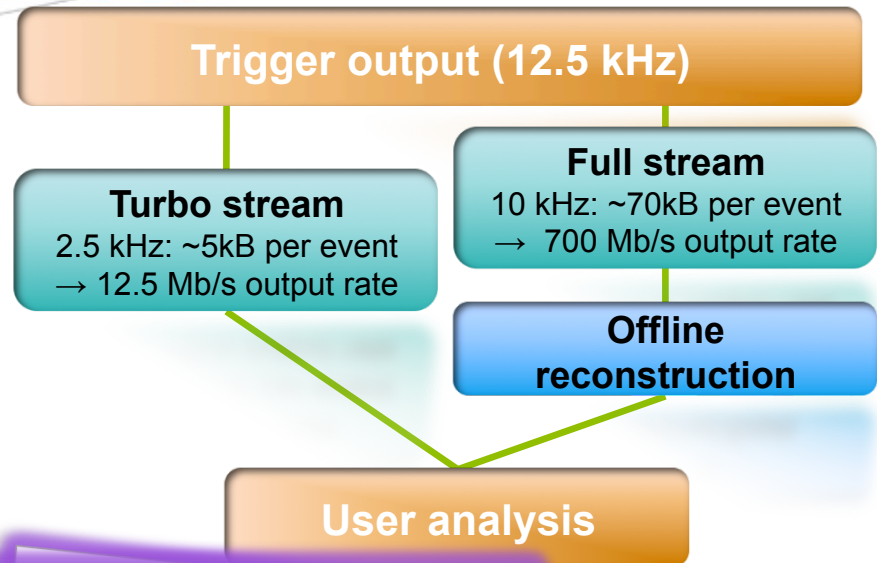 Trigger output (12.5 kHz)
Turbo stream
2.5 kHz: ~5kB per event
→ 12.5 Mb/s output rate
Full stream
10 kHz: ~70kB per event
→ 700 Mb/s output rate
Offline
reconstruction
User analysis